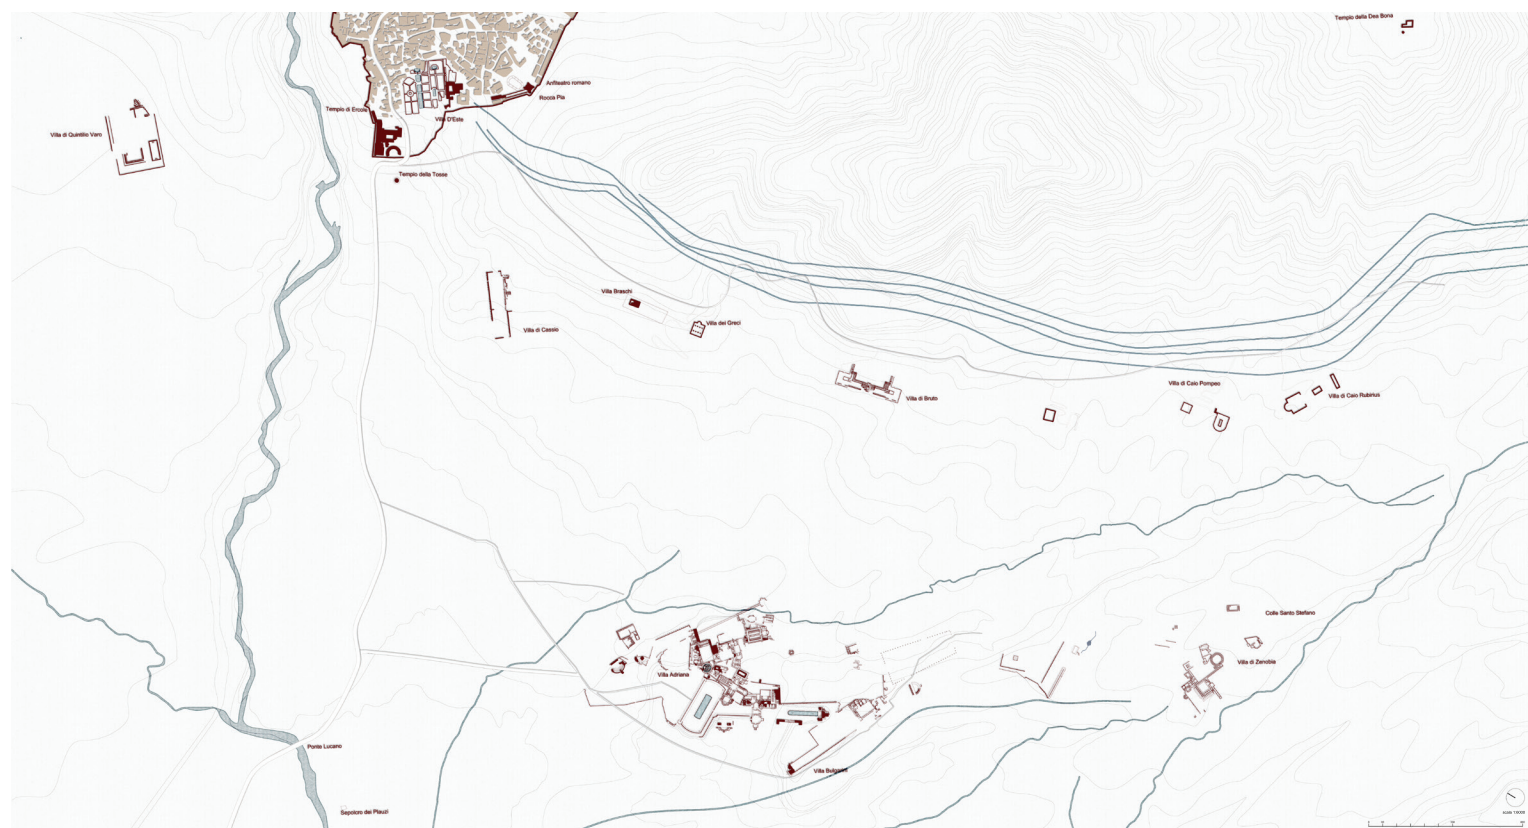 Tempio della Dea Bona
Anfiteatro romano
Rocca Pia
Tempio di Ercole
Villa D'Este
Villa di Quintilio Varo
Tempio della Tosse
Villa Braschi
Villa dei Greci
Villa di Cassio
Villa di Caio Pompeo
Villa di Bruto
Villa di Caio Rubirius
Colle Santo Stefano
Villa di Zenobia
Villa Adriana
Ponte Lucano
Villa Bulgarini
Sepolcro dei Plauzi